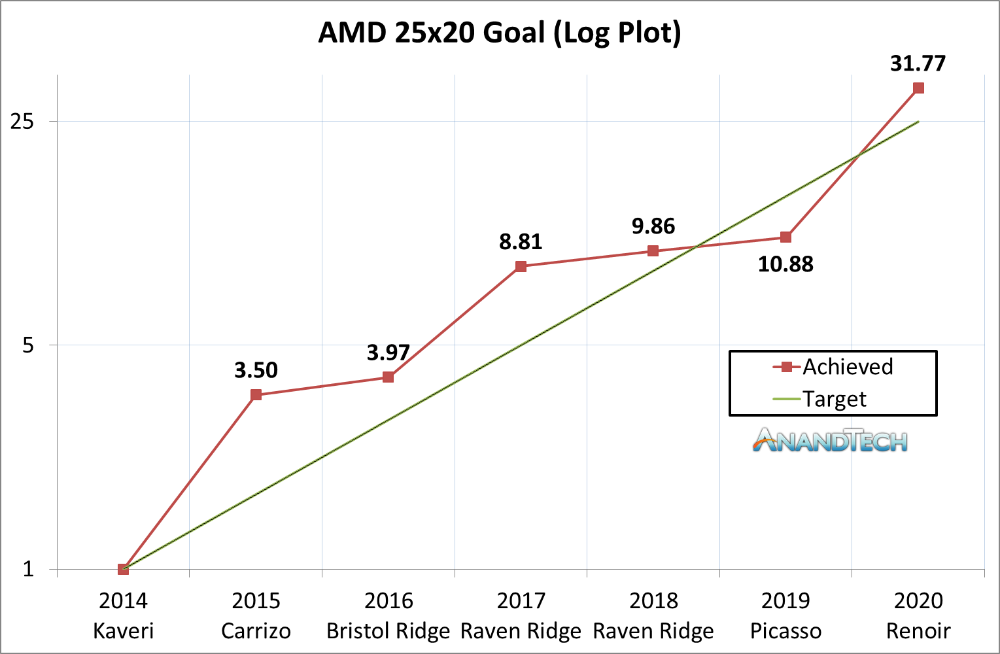 AMD 25x20 Goal (Log Plot)
31.77
25
9.86
8.81
10.88
5
3.97
3.50
Achieved
Target
ANANDTECH
1
2014 2015 2016 2017 2018 2019 2020
Kaveri Carrizo Bristol Ridge Raven Ridge Raven Ridge Picasso Renoir